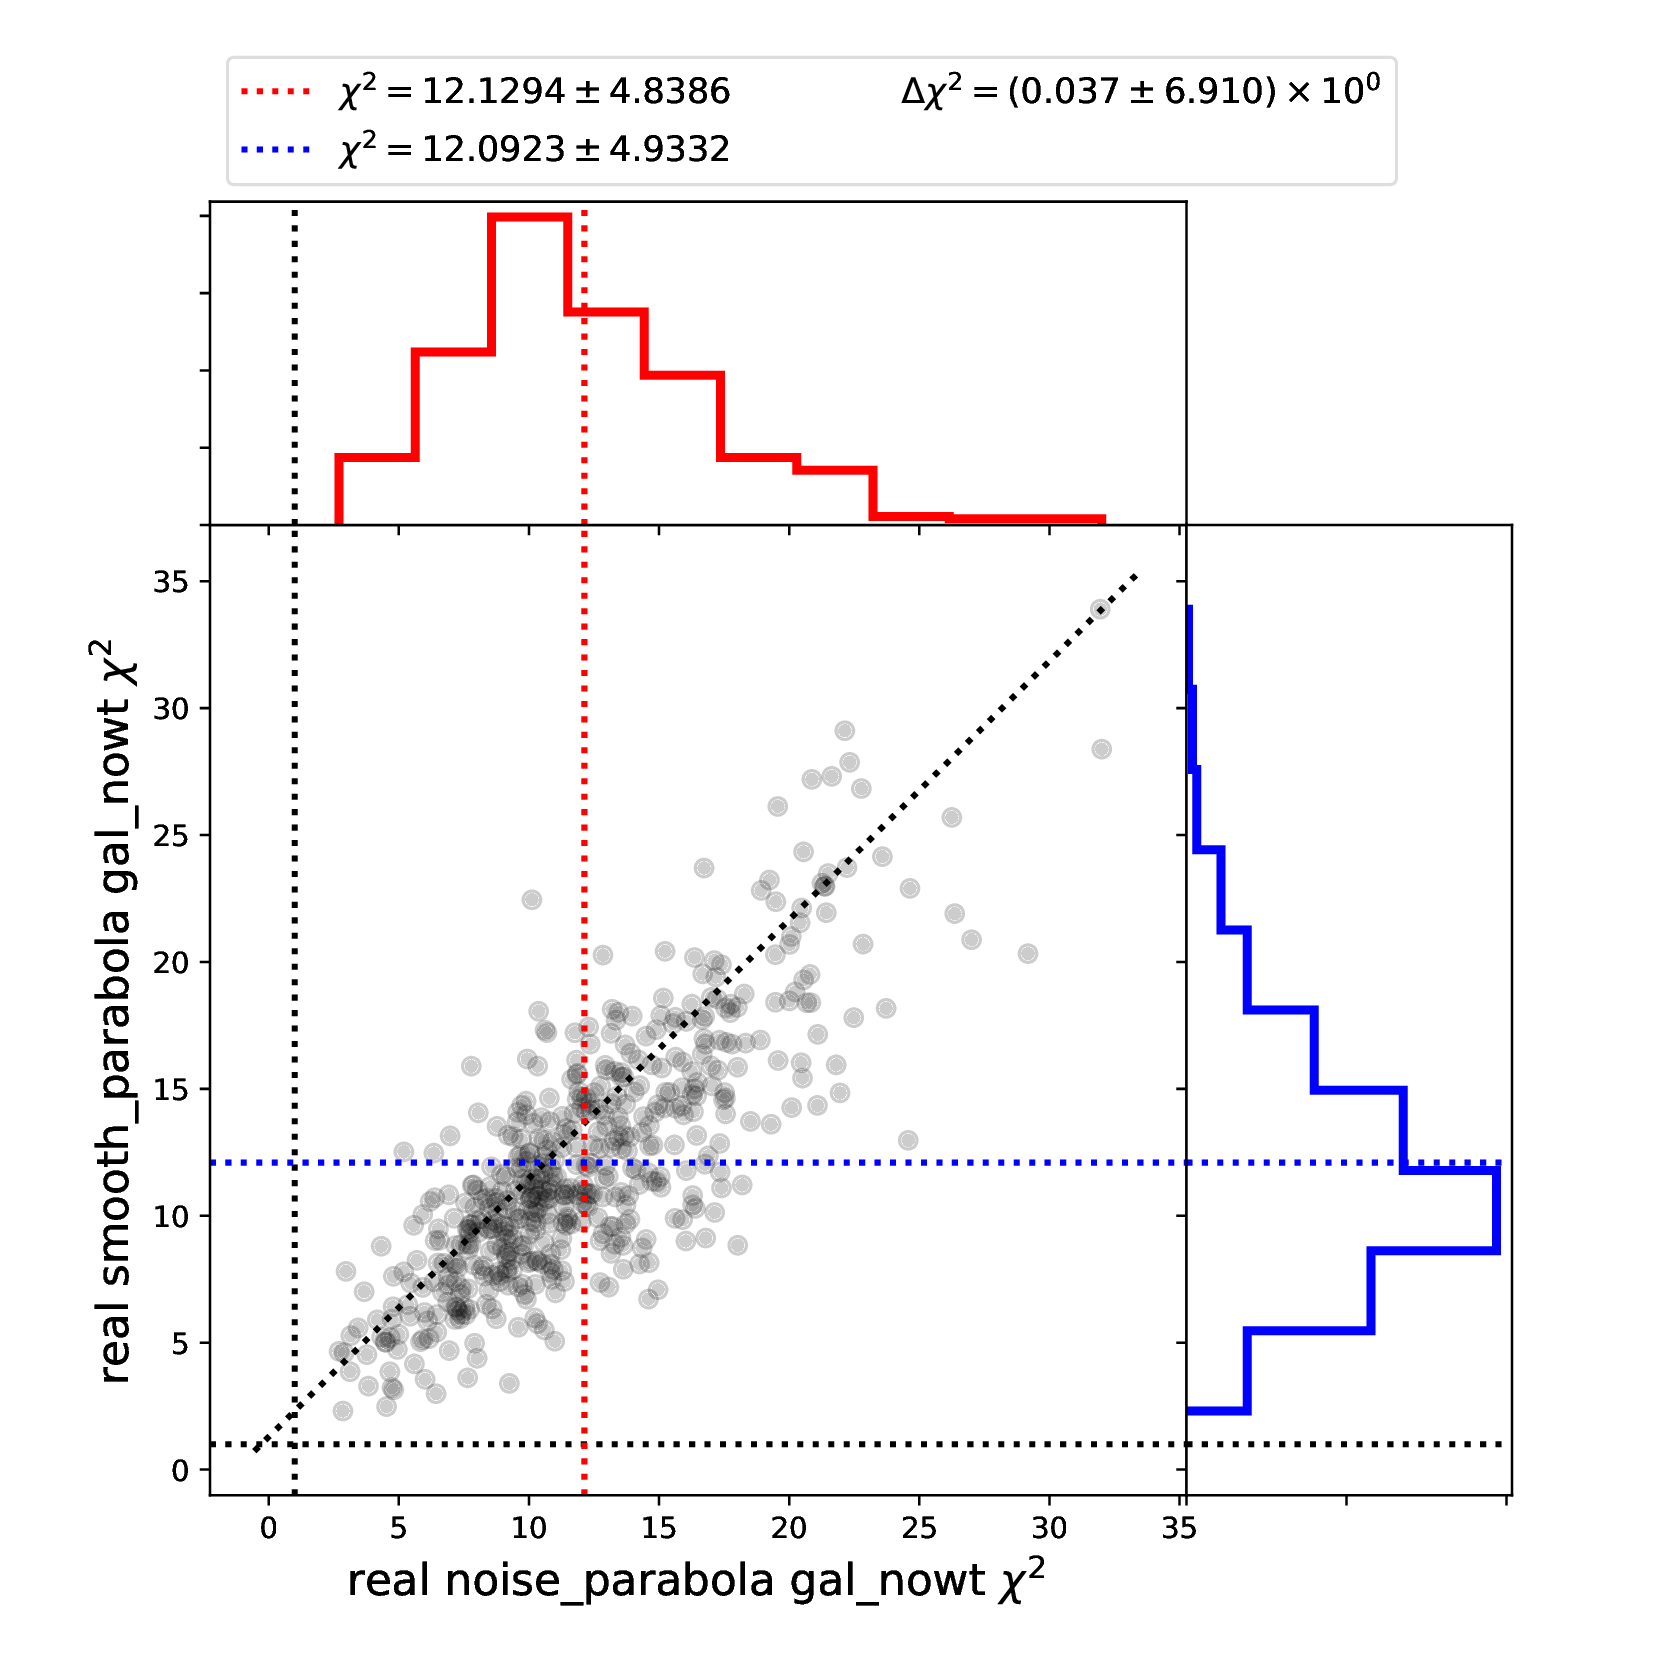 χ² = 12.1294 ± 4.8386 Δχ² = (0.037 ± 6.910) × 10⁰
χ² = 12.0923 ± 4.9332
35
30
25
20
15
10
5
0
real smooth_parabola gal_nowt χ²
0 5 10 15 20 25 30 35
real noise_parabola gal_nowt χ²